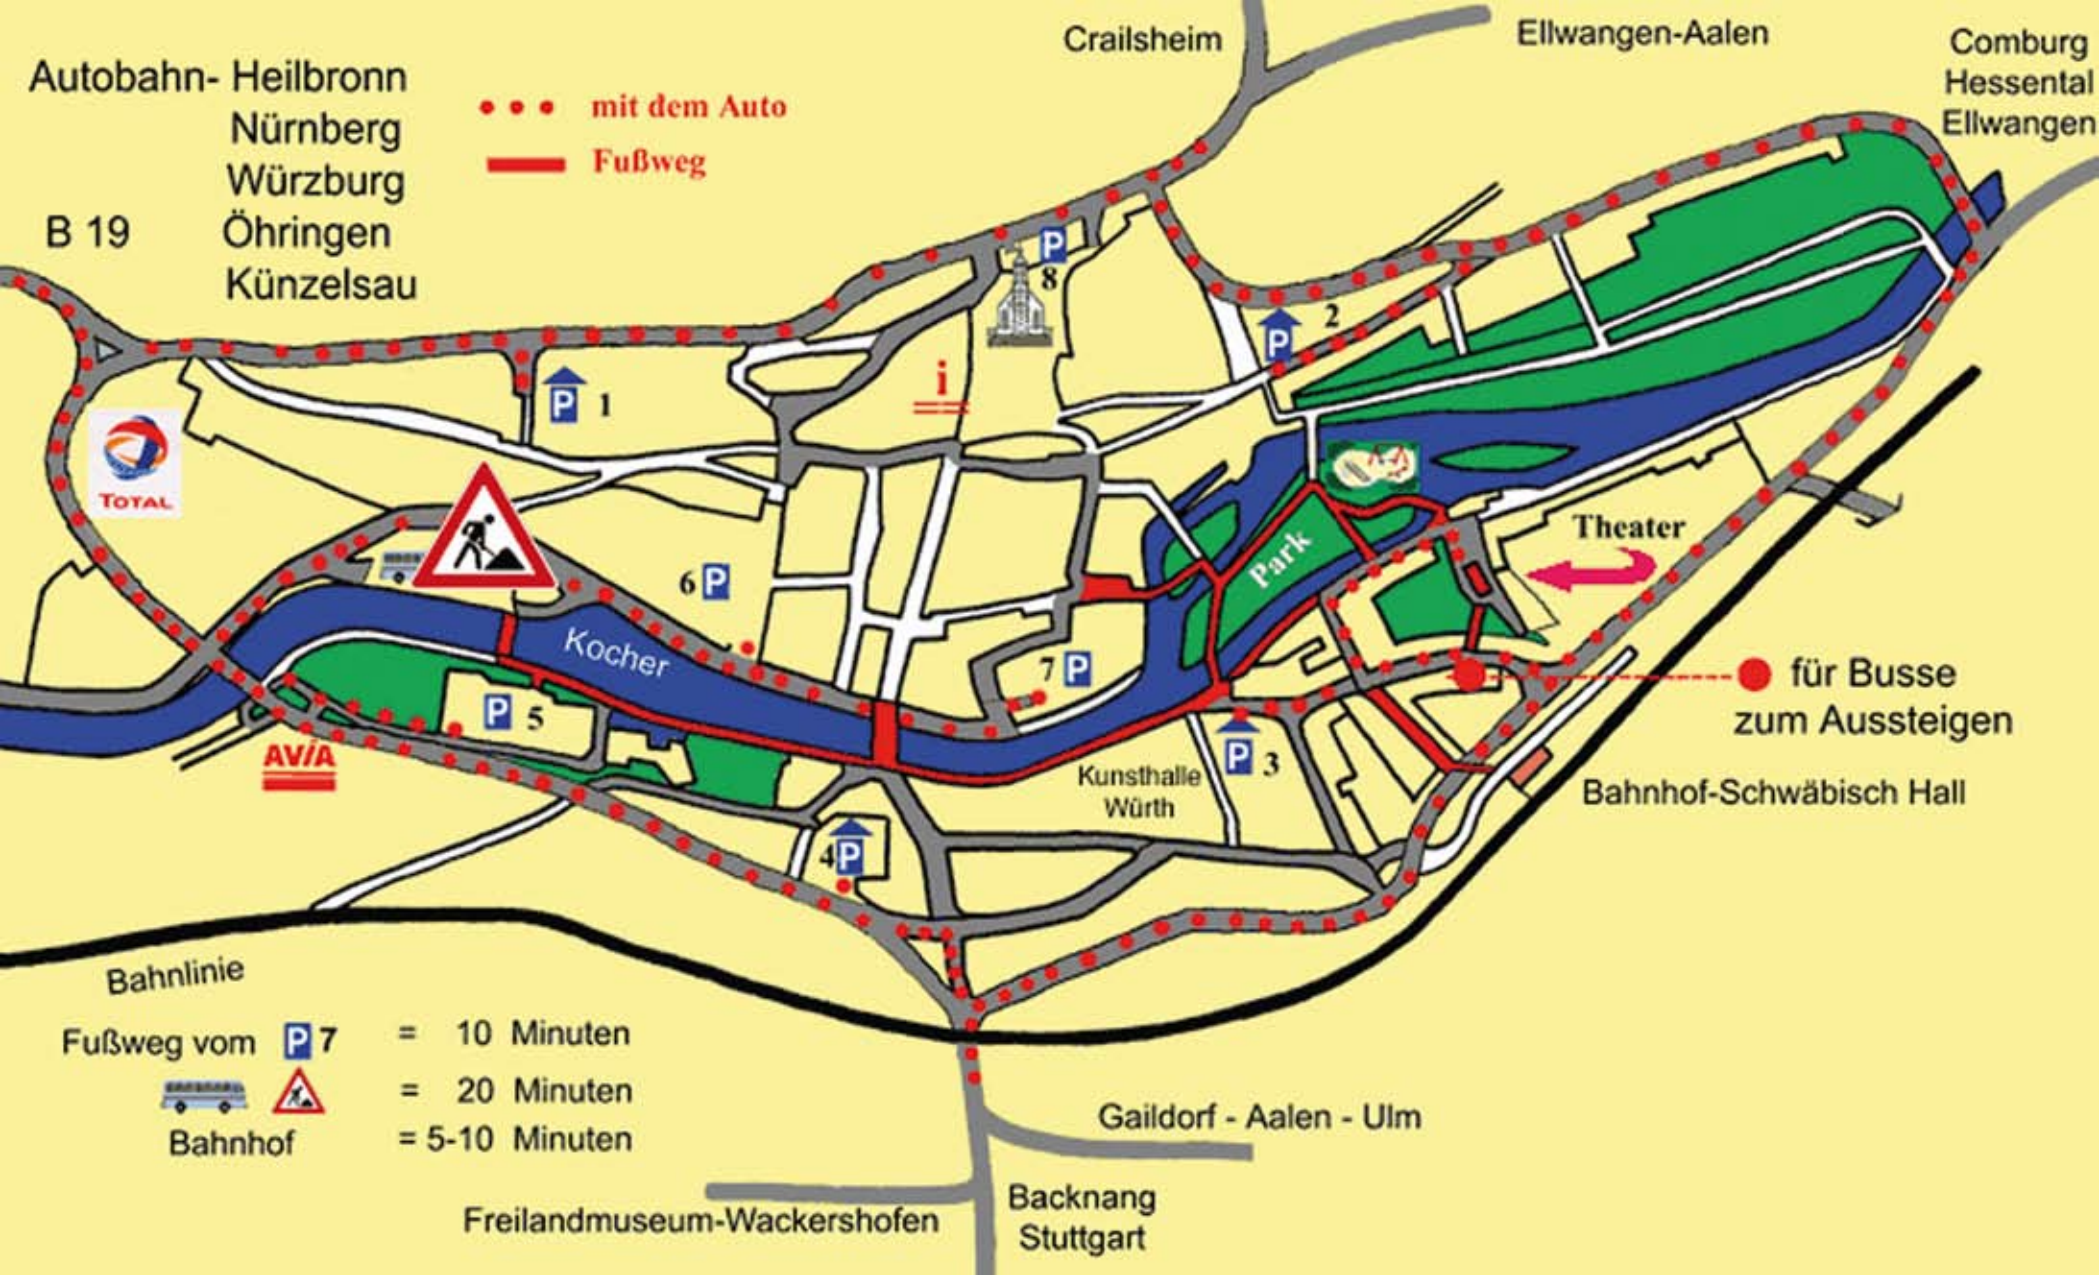 Crailsheim
Ellwangen-Aalen
Comburg
Hessental
Ellwangen
Autobahn- Heilbronn
Nürnberg
Würzburg
B 19 Öhringen
Künzelsau
mit dem Auto
Fußweg
P
8
2
P
i
P 1
TOTAL
Theater
Park
6 P
Kocher
7 P
für Busse
zum Aussteigen
P 5
AVIA
P 3
Kunsthalle
Würth
Bahnhof-Schwäbisch Hall
4 P
Bahnlinie
Fußweg vom P 7 = 10 Minuten
= 20 Minuten
Bahnhof = 5-10 Minuten
Gaildorf - Aalen - Ulm
Freilandmuseum-Wackershofen
Backnang
Stuttgart